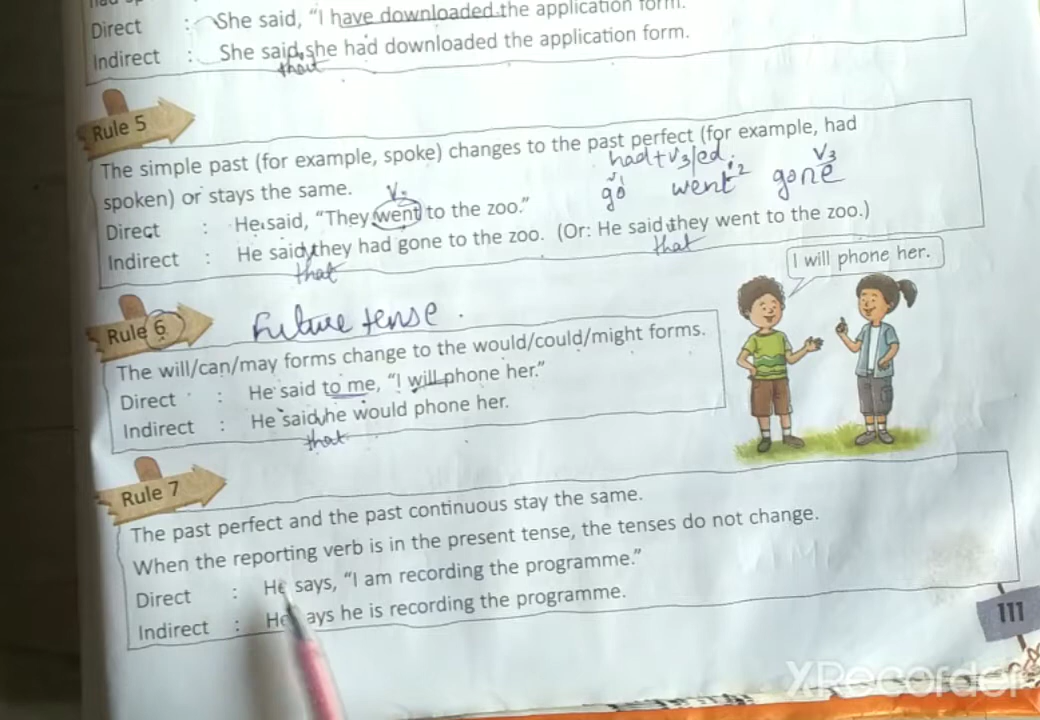 Direct : She said, "I have downloaded the application form.
Indirect : She said, she had downloaded the application form.
that
Rule 5
The simple past (for example, spoke) changes to the past perfect (for example, had
had+V3/ed.
spoken) or stays the same.
V1 V2 V3
go went gone
Direct : He said, "They went to the zoo."
Indirect : He said they had gone to the zoo. (Or: He said they went to the zoo.)
that that
I will phone her.
Rule 6 Future tense.
The will/can/may forms change to the would/could/might forms.
Direct : He said to me, "I will phone her."
Indirect : He said he would phone her.
that
Rule 7
The past perfect and the past continuous stay the same.
When the reporting verb is in the present tense, the tenses do not change.
Direct : He says, "I am recording the programme."
Indirect : He ays he is recording the programme.
111
XRecorder